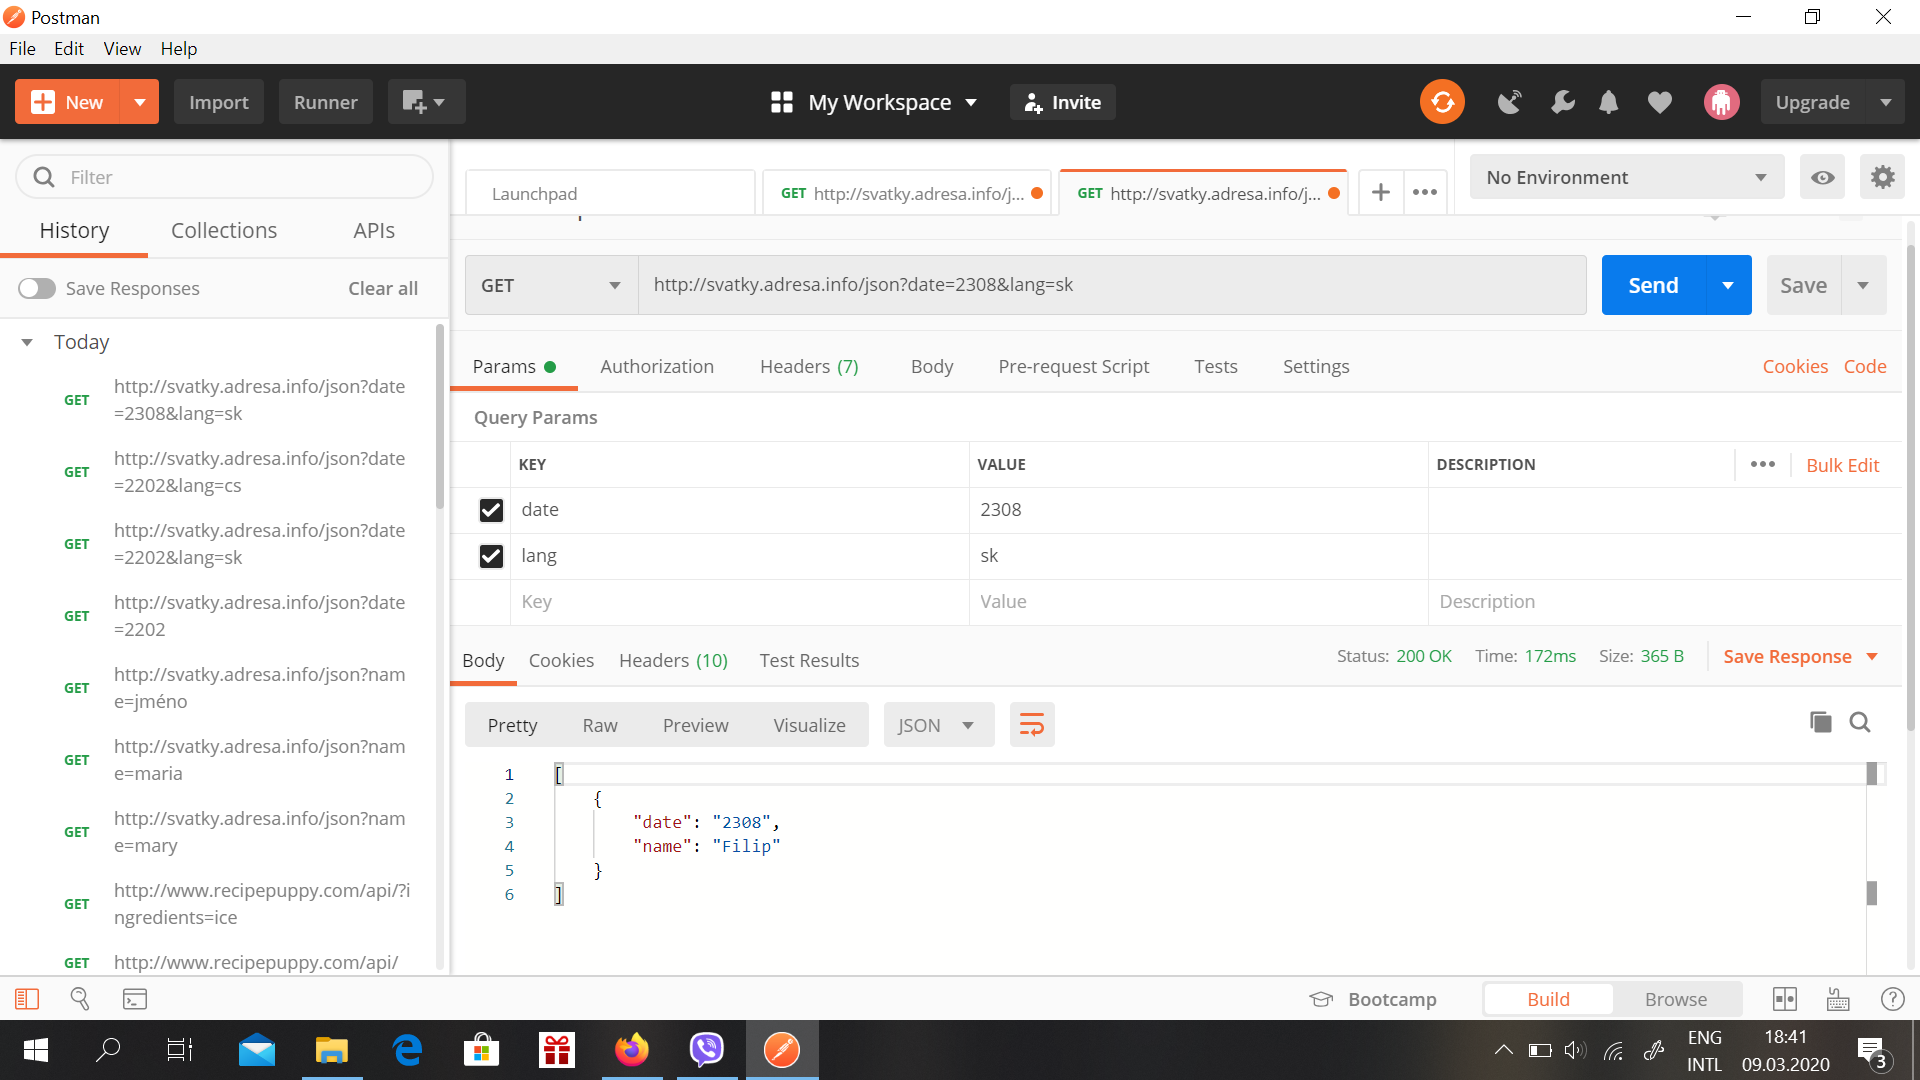 Postman
File Edit View Help
New Import Runner My Workspace Invite Upgrade
Filter
History Collections APIs
Save Responses Clear all
Today
GET http://svatky.adresa.info/json?date
=2308&lang=sk
GET http://svatky.adresa.info/json?date
=2202&lang=cs
GET http://svatky.adresa.info/json?date
=2202&lang=sk
GET http://svatky.adresa.info/json?date
=2202
GET http://svatky.adresa.info/json?nam
e=jméno
GET http://svatky.adresa.info/json?nam
e=maria
GET http://svatky.adresa.info/json?nam
e=mary
GET http://www.recipepuppy.com/api/?i
ngredients=ice
GET http://www.recipepuppy.com/api/
Launchpad GET http://svatky.adresa.info/j... GET http://svatky.adresa.info/j... No Environment
GET http://svatky.adresa.info/json?date=2308&lang=sk Send Save
Params Authorization Headers (7) Body Pre-request Script Tests Settings Cookies Code
Query Params
KEY VALUE DESCRIPTION Bulk Edit
date 2308
lang sk
Key Value Description
Body Cookies Headers (10) Test Results Status: 200 OK Time: 172ms Size: 365 B Save Response
Pretty Raw Preview Visualize JSON
1 [
2 {
3 "date": "2308",
4 "name": "Filip"
5 }
6 ]
Bootcamp Build Browse
ENG 18:41
INTL 09.03.2020 3